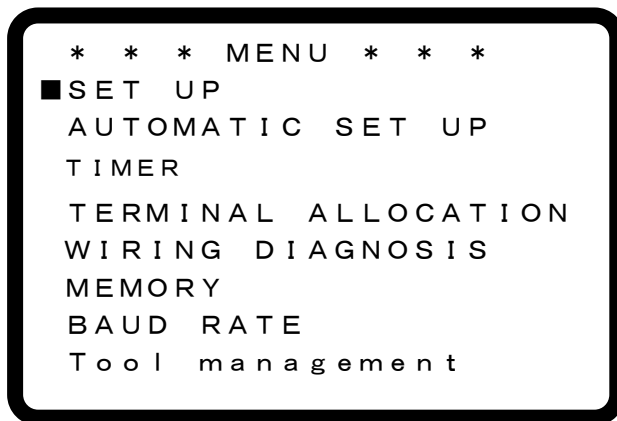 * * * MENU * * *
■SET UP
AUTOMATIC SET UP
TIMER
TERMINAL ALLOCATION
WIRING DIAGNOSIS
MEMORY
BAUD RATE
Tool management